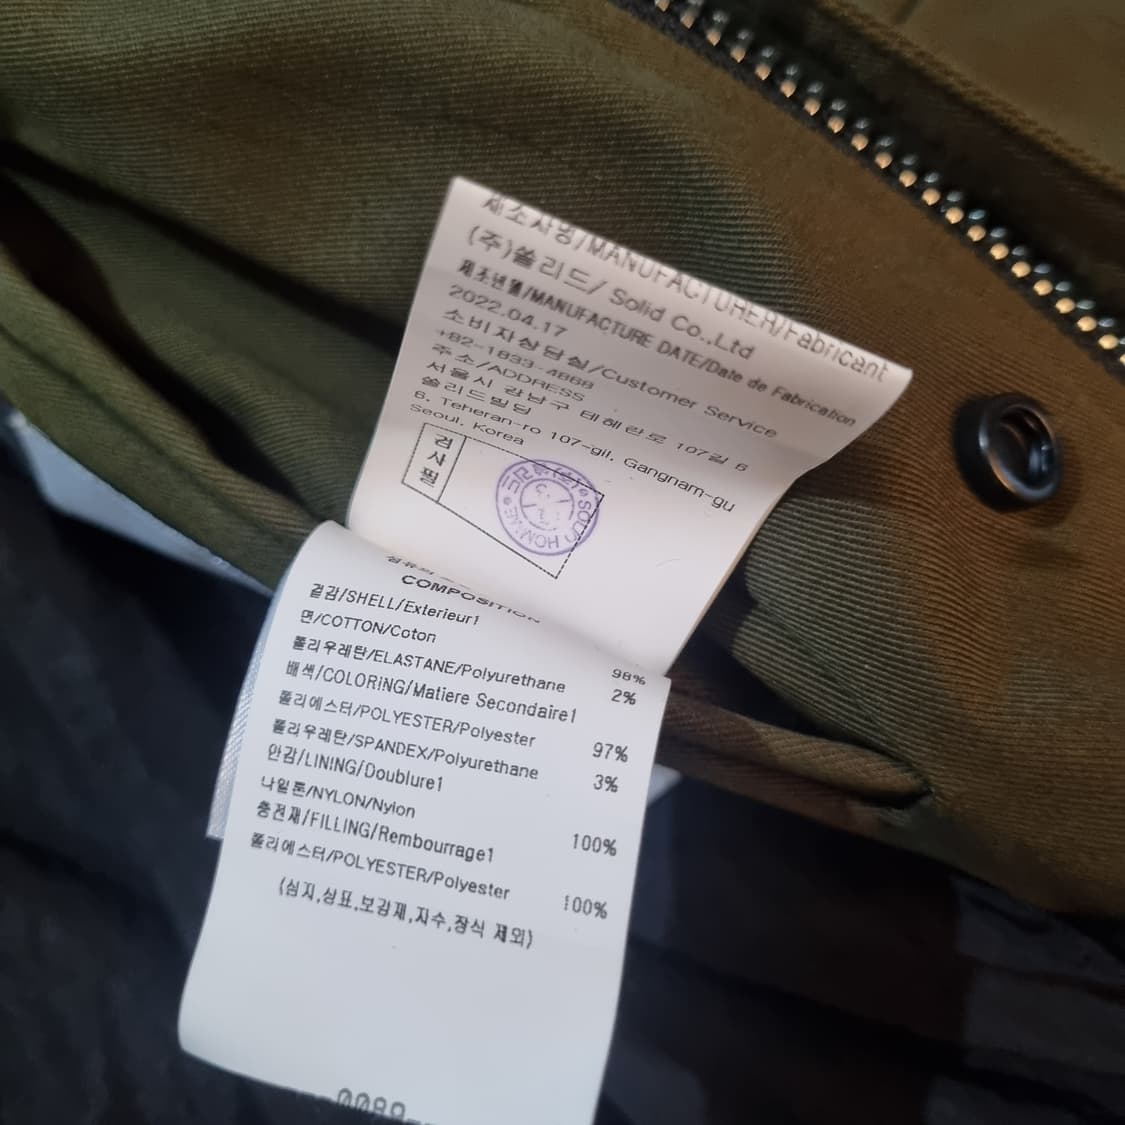 제조사명/MANUFACTURER/Fabricant
(주)쏠리드/ Solid Co.,Ltd
제조년월/MANUFACTURE DATE/Date de Fabrication
2022.04.17
소비자상담실/Customer Service
+82-1833-4868
주소/ADDRESS
서울시 강남구 테헤란로 107길 6
쏠리드빌딩
6, Teheran-ro 107-gil, Gangnam-gu
Seoul, Korea
검사필
SOLID HOMME
COMPOSITION
겉감/SHELL/Exterieur1
면/COTTON/Coton 98%
폴리우레탄/ELASTANE/Polyurethane 2%
배색/COLORING/Matiere Secondaire1
폴리에스터/POLYESTER/Polyester 97%
폴리우레탄/SPANDEX/Polyurethane 3%
안감/LINING/Doublure1
나일론/NYLON/Nylon 100%
충전재/FILLING/Rembourrage1
폴리에스터/POLYESTER/Polyester 100%
(심지,상표,보강제,자수,장식 제외)